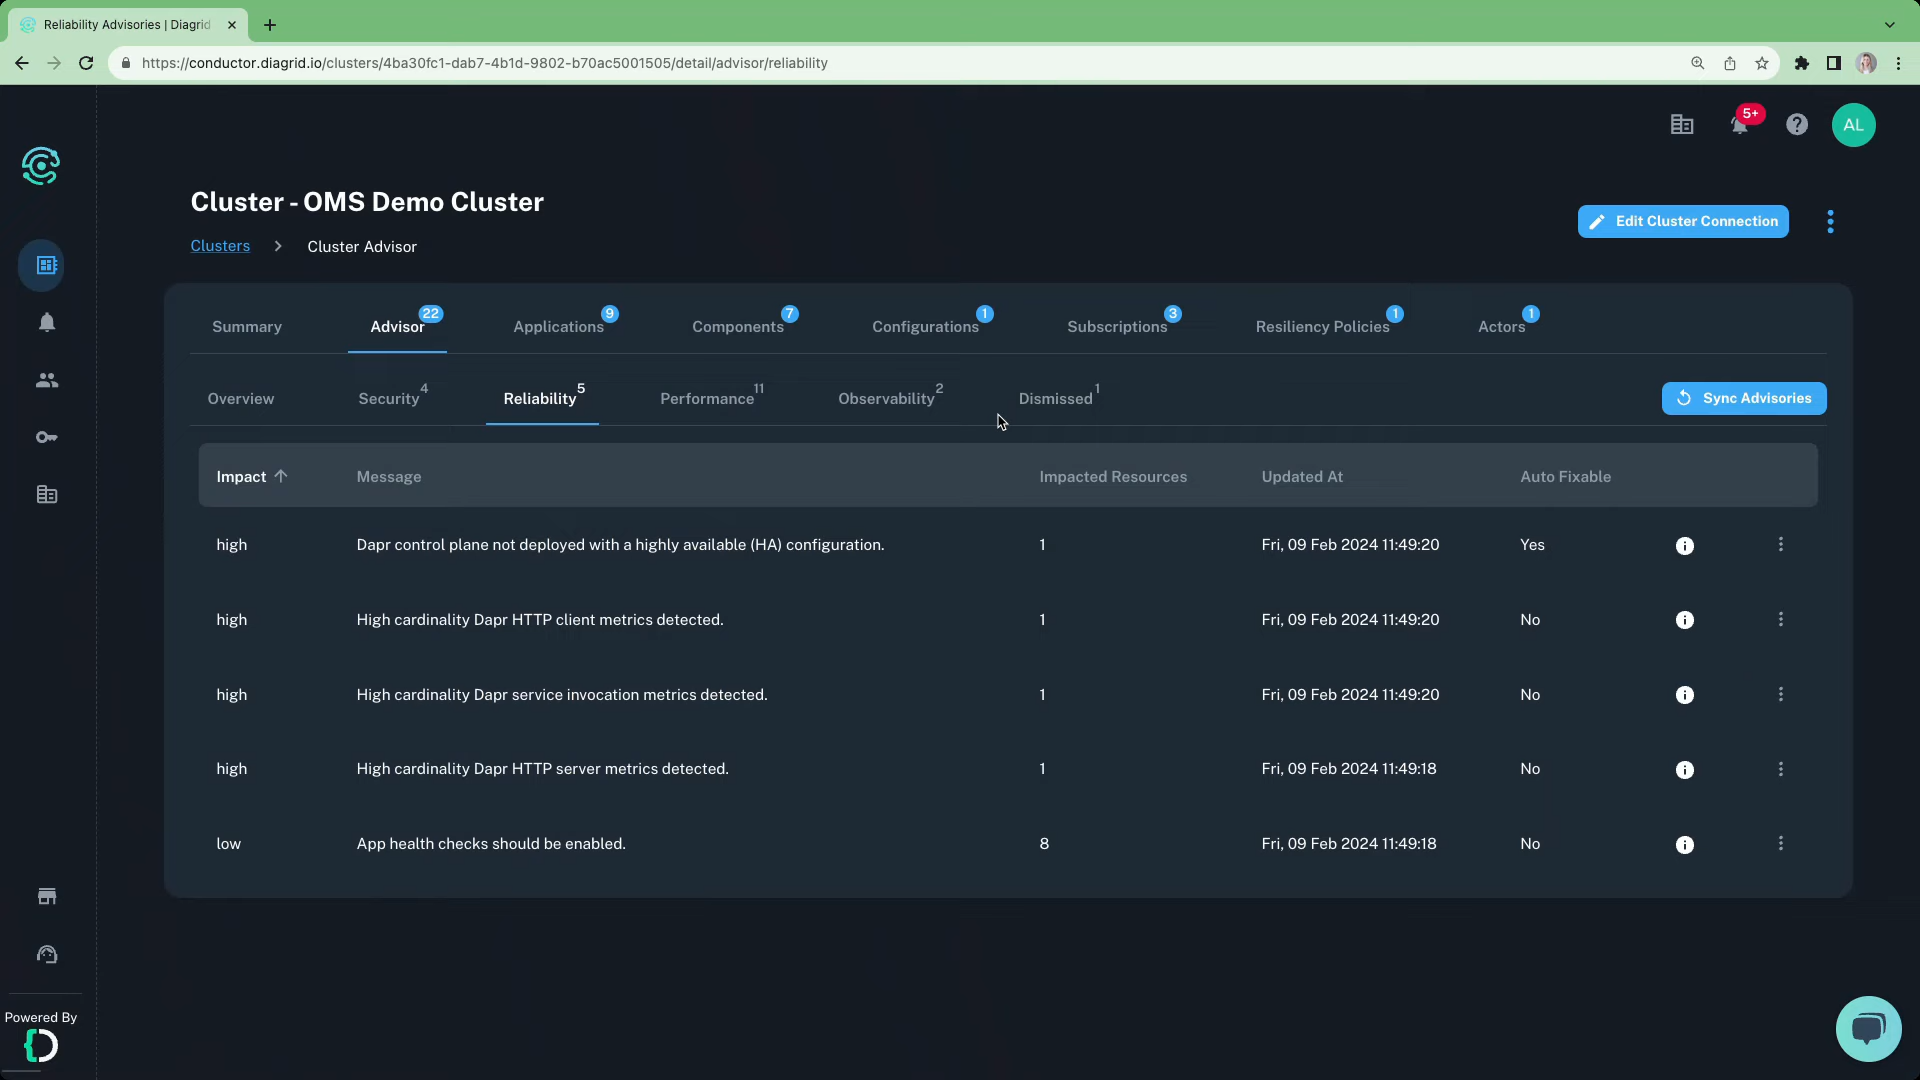 Reliability Advisories | Diagrid
https://conductor.diagrid.io/clusters/4ba30fc1-dab7-4b1d-9802-b70ac5001505/detail/advisor/reliability
5+
AL
Cluster - OMS Demo Cluster
Edit Cluster Connection
Clusters > Cluster Advisor
Summary Advisor 22 Applications 9 Components 7 Configurations 1 Subscriptions 3 Resiliency Policies 1 Actors 1
Overview Security 4 Reliability 5 Performance 11 Observability 2 Dismissed 1 Sync Advisories
Impact Message Impacted Resources Updated At Auto Fixable
high Dapr control plane not deployed with a highly available (HA) configuration. 1 Fri, 09 Feb 2024 11:49:20 Yes
high High cardinality Dapr HTTP client metrics detected. 1 Fri, 09 Feb 2024 11:49:20 No
high High cardinality Dapr service invocation metrics detected. 1 Fri, 09 Feb 2024 11:49:20 No
high High cardinality Dapr HTTP server metrics detected. 1 Fri, 09 Feb 2024 11:49:18 No
low App health checks should be enabled. 8 Fri, 09 Feb 2024 11:49:18 No
Powered By